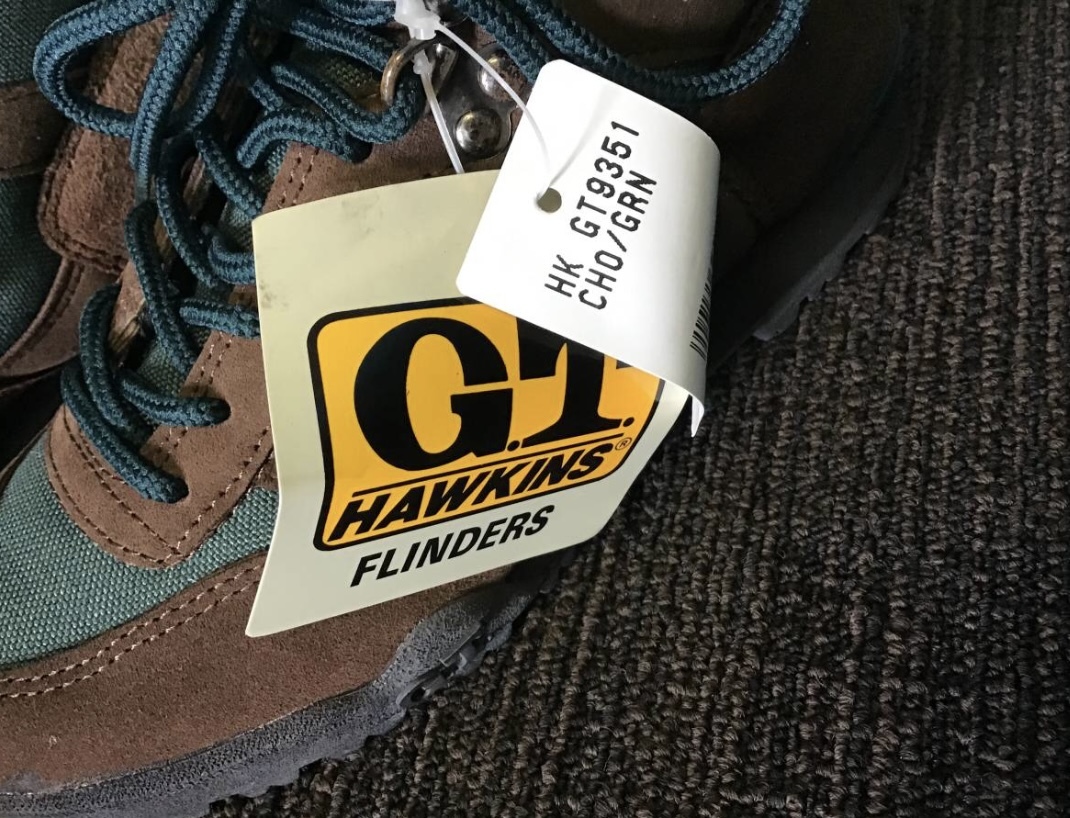 HK GT9351
CHO/GRN
G.T.
HAWKINS®
FLINDERS